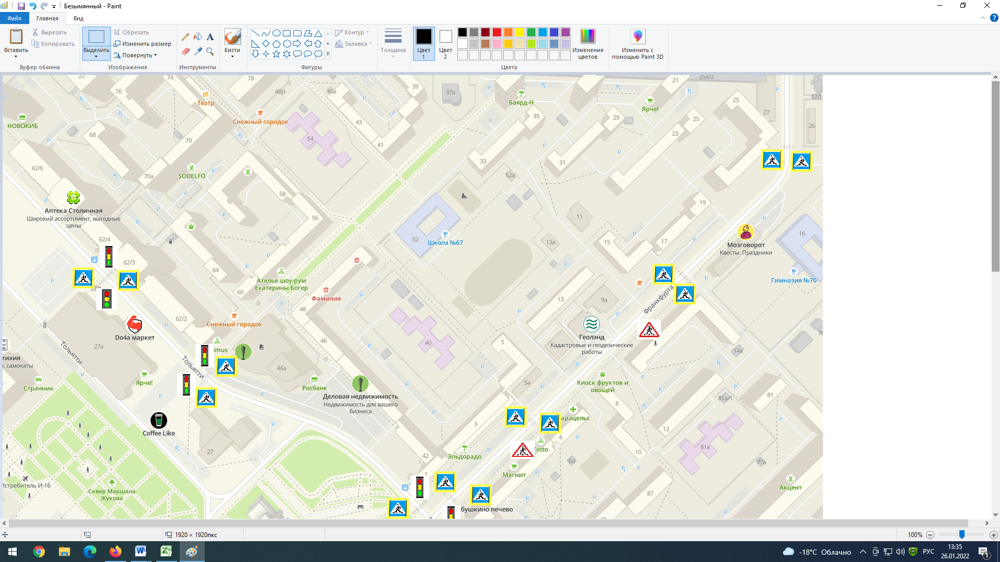 Безымянный - Paint
Файл
Главная
Вид
Вставить
Вырезать
Копировать
Буфер обмена
Выделить
Обрезать
Изменить размер
Повернуть
Изображение
Инструменты
Кисти
Фигуры
Контур
Заливка
Толщина
Цвет 1
Цвет 2
Цвета
Изменение цветов
Изменить с помощью Paint 3D
22
74
78
49/1
45а
39
37а
Баярд-Н
25а/2
21
25
27
17/1
26
76
Театр
Снежный городок
43
35
29
Ярче!
25
23
НОВОКИБ
68
70
54
41
33
31
62/6
70а
SODELFO
58
52а
19
Аптека Столичная
Широкий ассортимент, выгодные
цены
56
11
62/4
52
Школа №67
13а
15
17
Мозговорот
Квесты. Праздники
16
62/3
64
Ателье шоу-рум
Екатерины Богер
Гимназия №70
60
Фамилия
48
13
9а
Франкфурта
62/2
Снежный городок
Do4a маркет
27а
Тольятти
imus
46
40
5
Геолэнд
Кадастровые и геодезические
работы
14а
79
тихия
, самокаты
Тольятти
46а
Странник
Ярче!
Росбанк
Деловая недвижимость
Недвижимость для вашего
бизнеса
5а
Киоск фруктов и
овощей
8
81а/1
81
Coffee Like
арацельс
3
6
12
27
42
Эльдорадо
Totto
10
81а
6а
77а
1
Магнит
Истребитель И-16
Сквер Маршала
Жукова
87
Акцент
бушкино печево
85
1920 × 1920пкс
100%
-18°C Облачно
РУС
13:35
26.01.2022
1